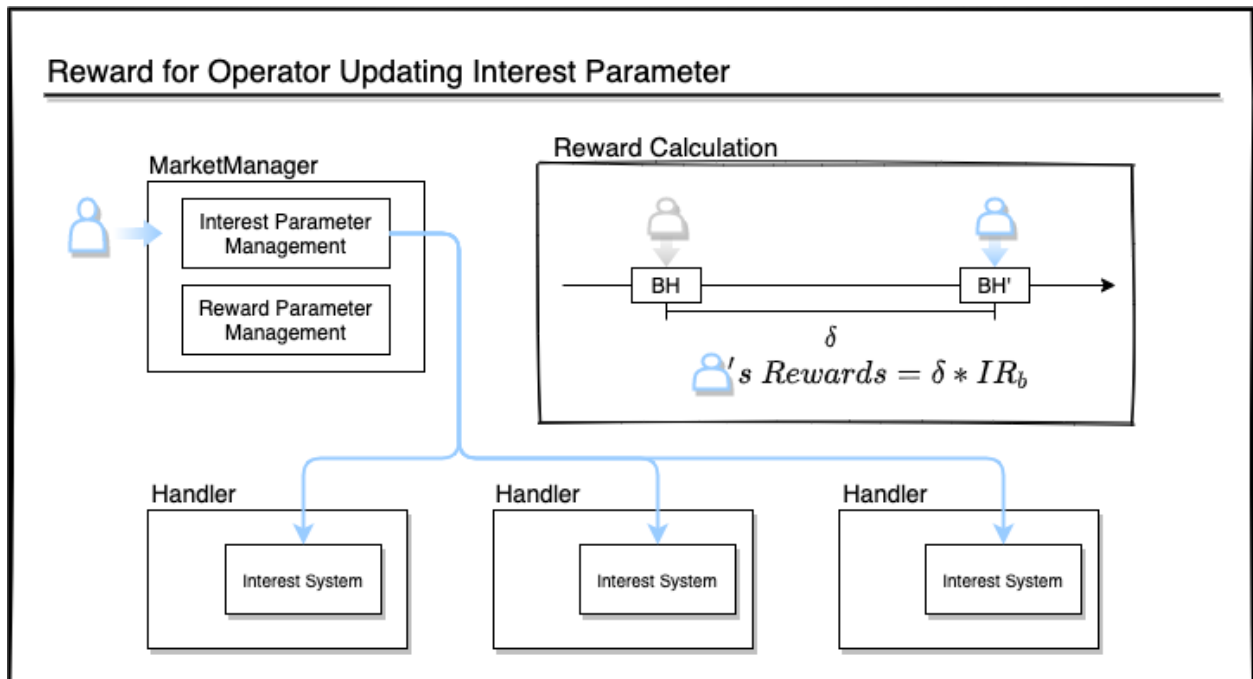 Reward for Operator Updating Interest Parameter
MarketManager
Interest Parameter
Management
Reward Parameter
Management
Reward Calculation
BH
BH'
δ
's Rewards = δ * IR_b
Handler
Interest System
Handler
Interest System
Handler
Interest System